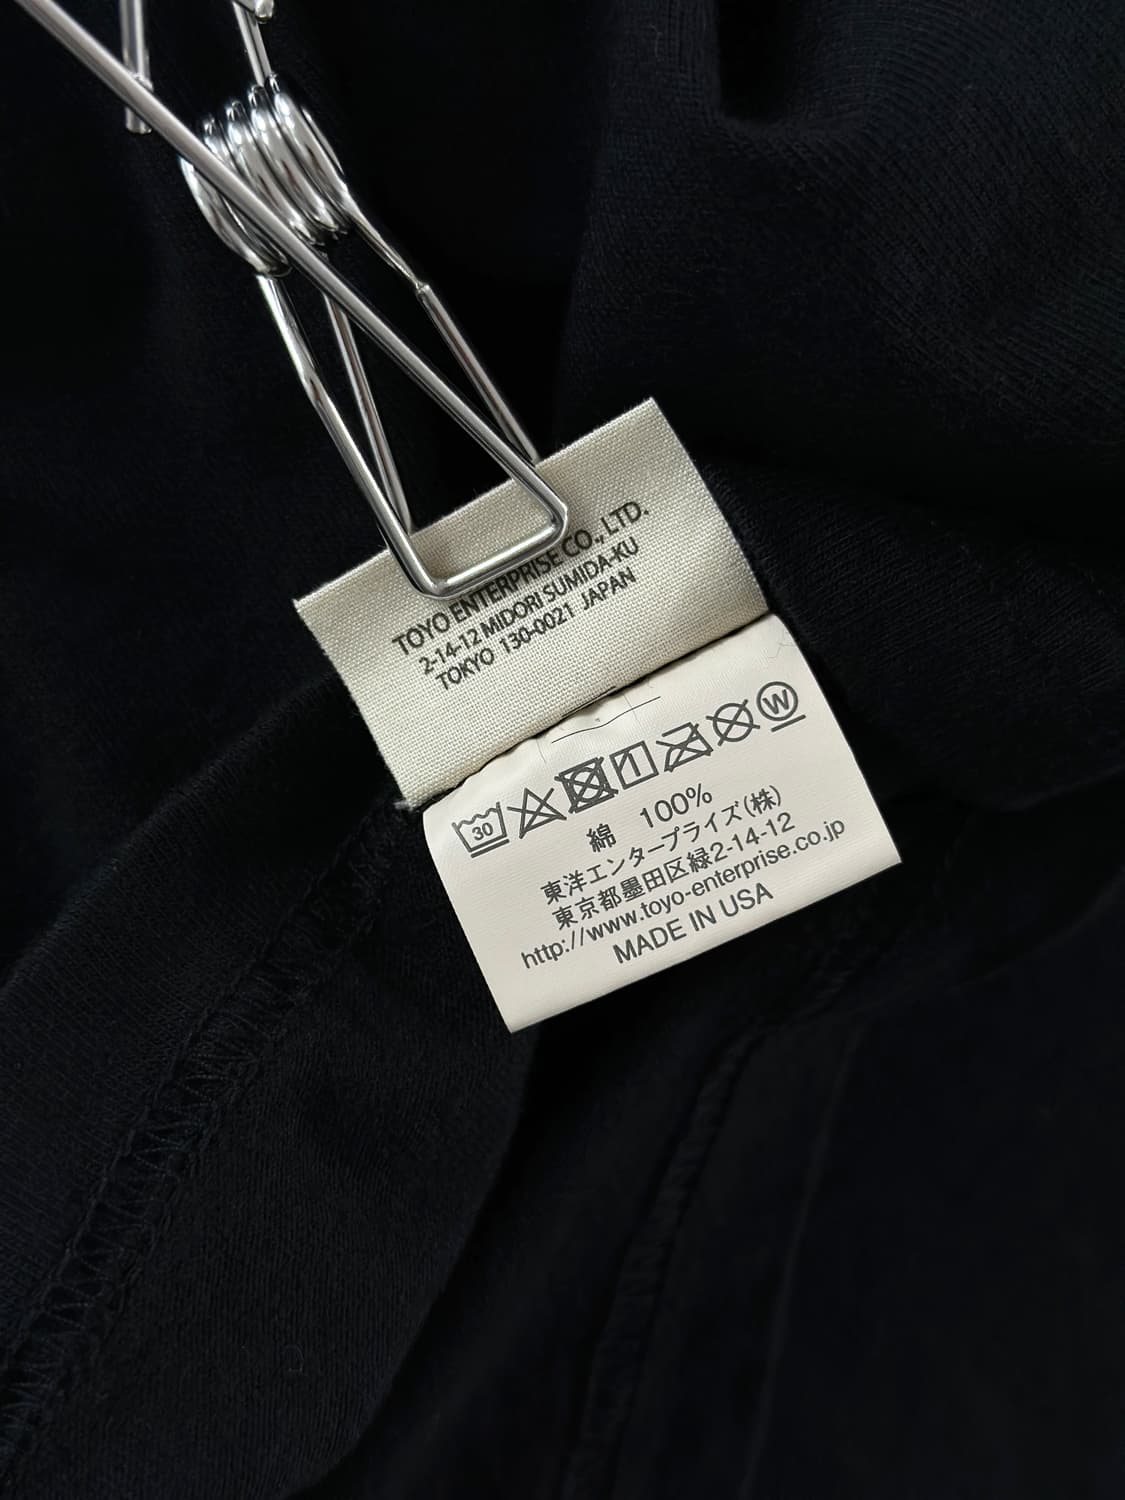 TOYO ENTERPRISE CO., LTD.
2-14-12 MIDORI SUMIDA-KU
TOKYO 130-0021 JAPAN
30 W
綿 100%
東洋エンタープライズ(株)
東京都墨田区緑2-14-12
http://www.toyo-enterprise.co.jp
MADE IN USA